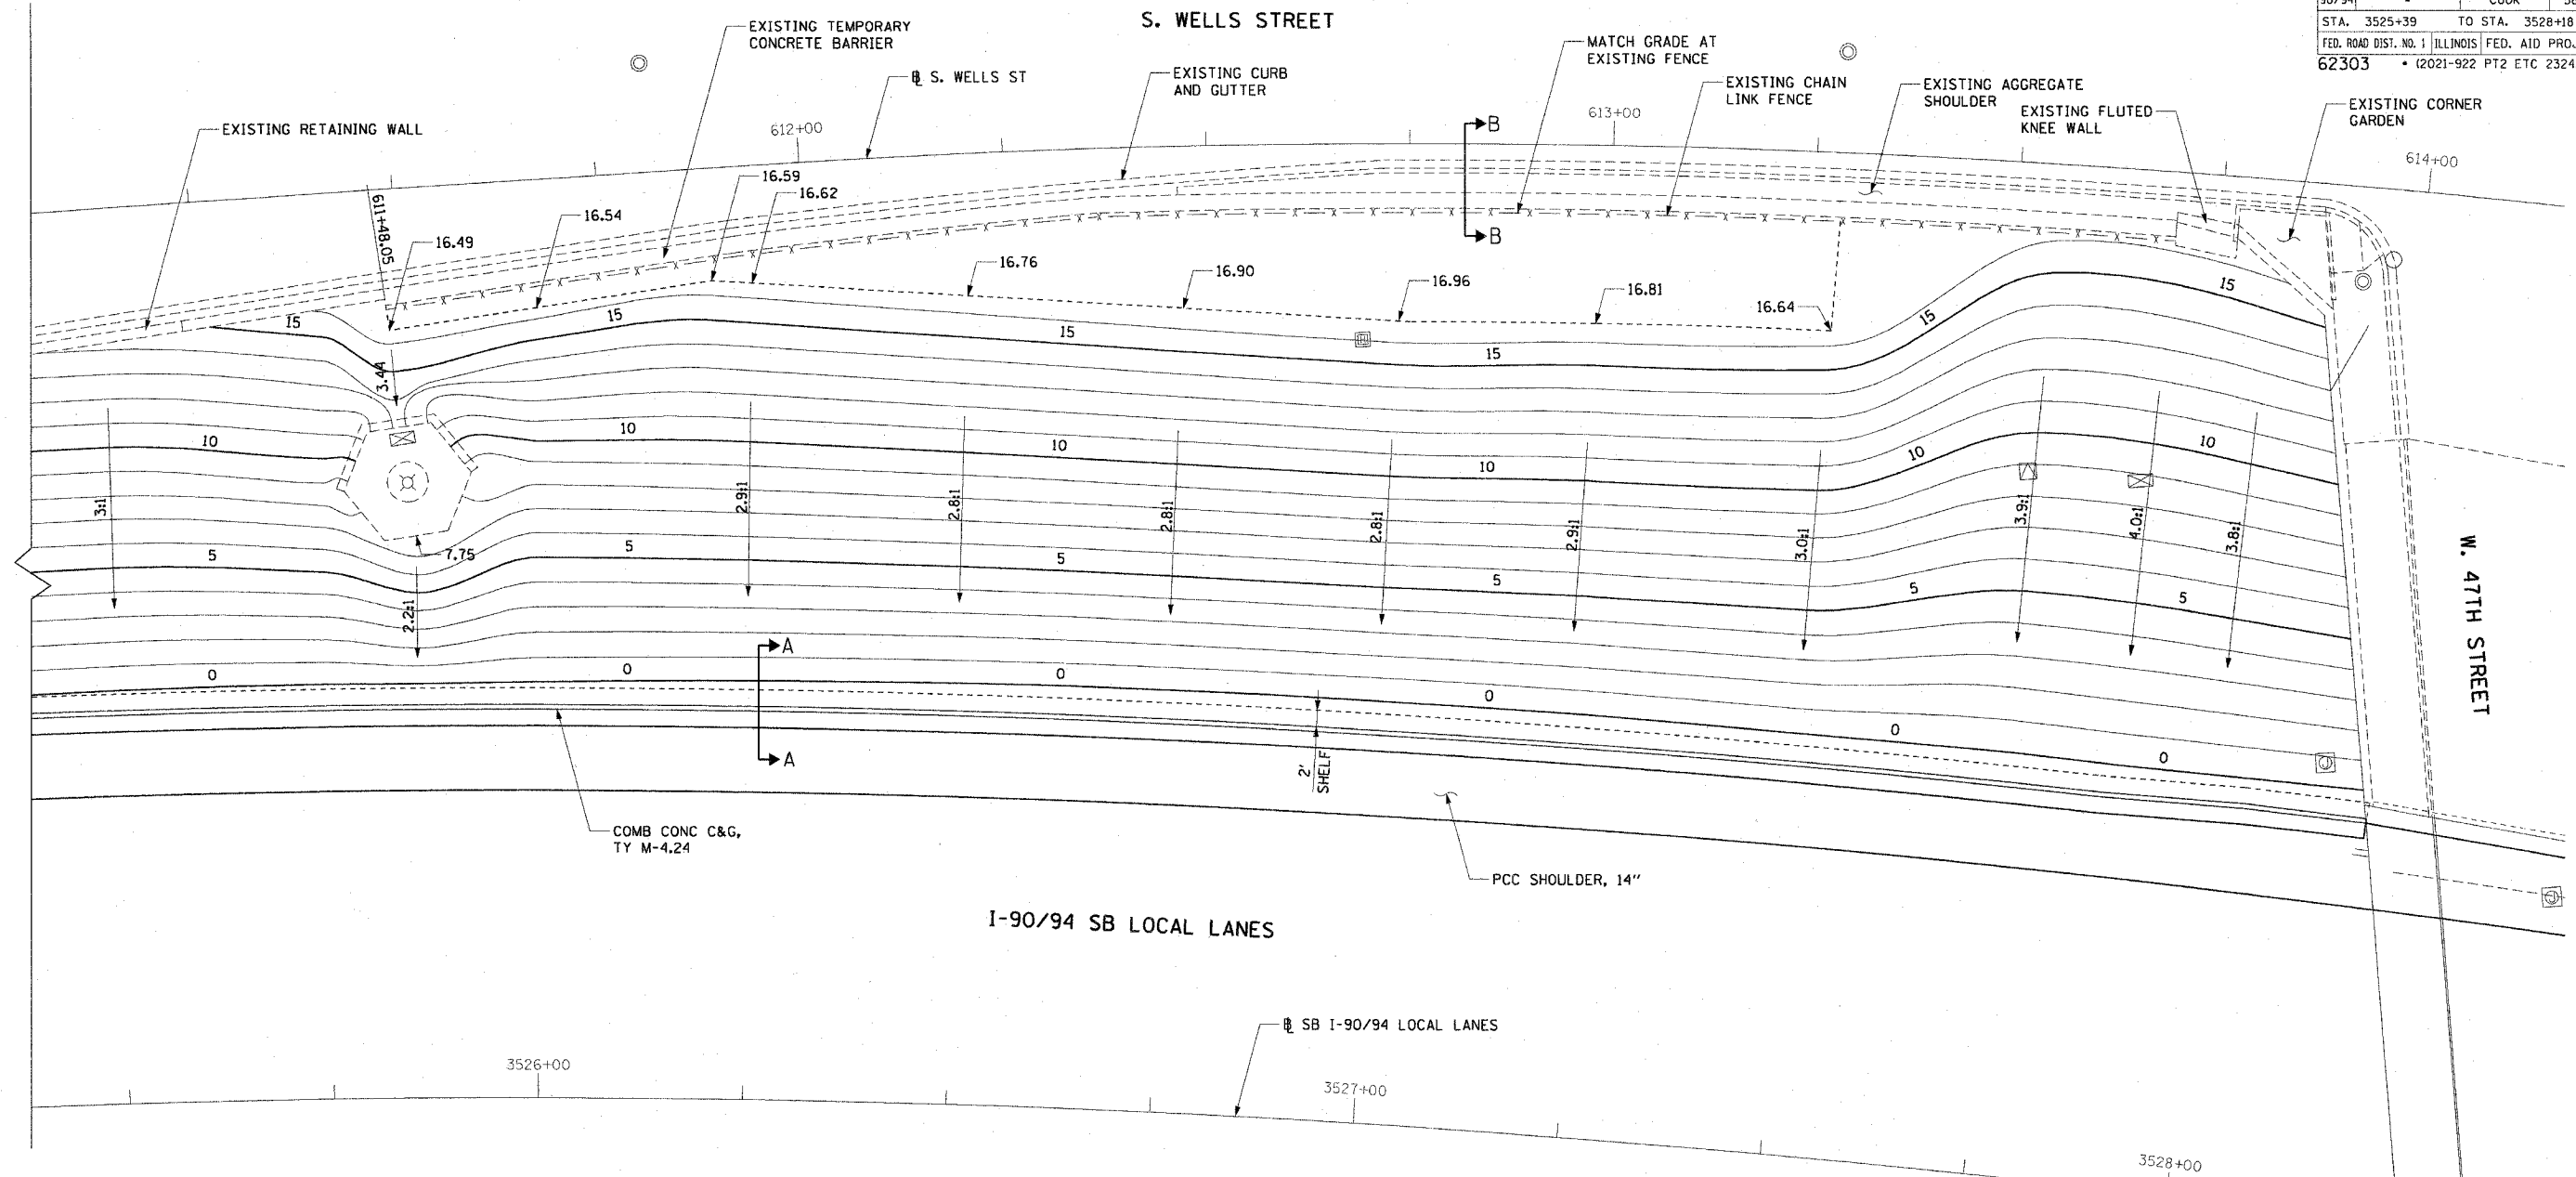 S. WELLS STREET
STA. 3525+39 TO STA. 3528+18
FED. ROAD DIST. NO. 1 ILLINOIS FED. AID PROJ
62303 • (2021-922 PT2 ETC 2324
EXISTING TEMPORARY
CONCRETE BARRIER
℄ S. WELLS ST
EXISTING CURB
AND GUTTER
MATCH GRADE AT
EXISTING FENCE
EXISTING CHAIN
LINK FENCE
EXISTING AGGREGATE
SHOULDER
EXISTING FLUTED
KNEE WALL
EXISTING CORNER
GARDEN
EXISTING RETAINING WALL
612+00
613+00
614+00
B
B
611+48.05
16.49
16.54
16.59
16.62
16.76
16.90
16.96
16.81
16.64
15
15
15
15
15
15
3.44
10
10
10
10
10
10
3:1
2.9:1
2.8:1
2.8:1
2.8:1
2.9:1
3.0:1
3.9:1
4.0:1
3.8:1
7.75
2.2:1
5
5
5
5
5
5
W. 47TH STREET
A
A
0
0
0
0
0
0
2'
SHELF
COMB CONC C&G,
TY M-4.24
PCC SHOULDER, 14"
I-90/94 SB LOCAL LANES
℄ SB I-90/94 LOCAL LANES
3526+00
3527+00
3528+00